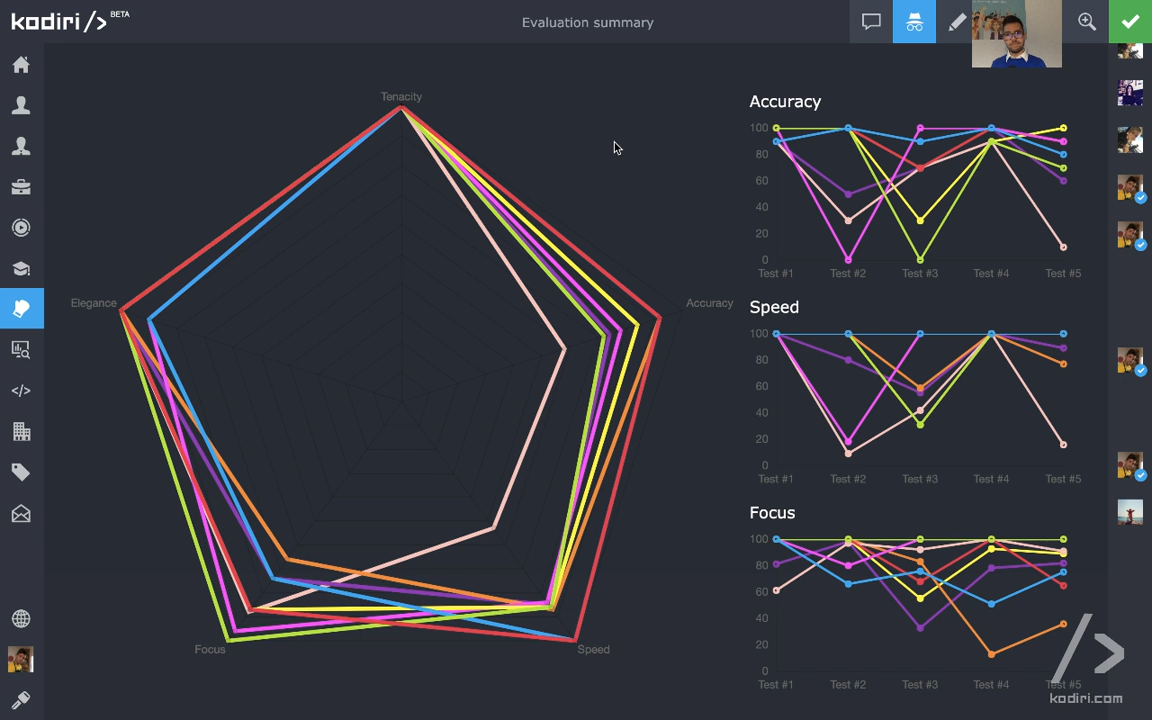 kodiri/> BETA
Evaluation summary
Tenacity
Elegance
Accuracy
Focus
Speed
Accuracy
100
80
60
40
20
0
Test #1 Test #2 Test #3 Test #4 Test #5
Speed
100
80
60
40
20
0
Test #1 Test #2 Test #3 Test #4 Test #5
Focus
100
80
60
40
20
0
Test #1 Test #2 Test #3 Test #4 Test #5
/>
kodiri.com